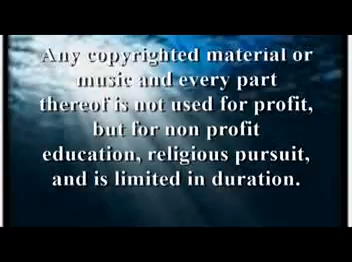 Any copyrighted material or
music and every part
thereof is not used for profit,
but for non profit
education, religious pursuit,
and is limited in duration.